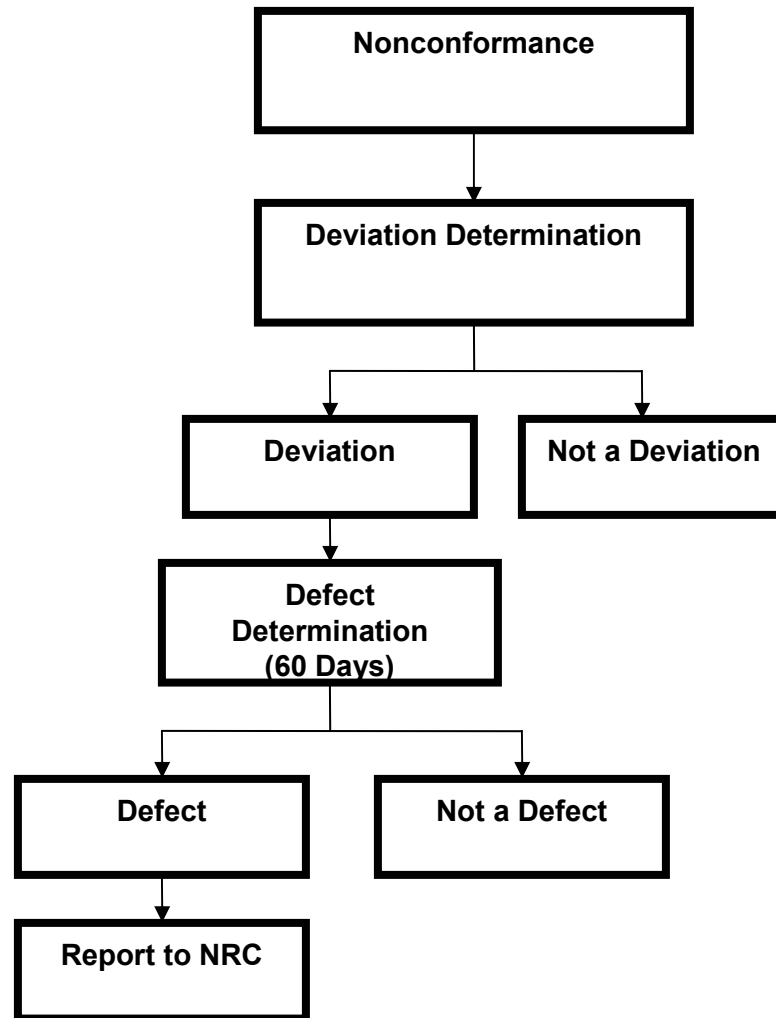 Nonconformance
Deviation Determination
Deviation
Not a Deviation
Defect
Determination
(60 Days)
Defect
Not a Defect
Report to NRC